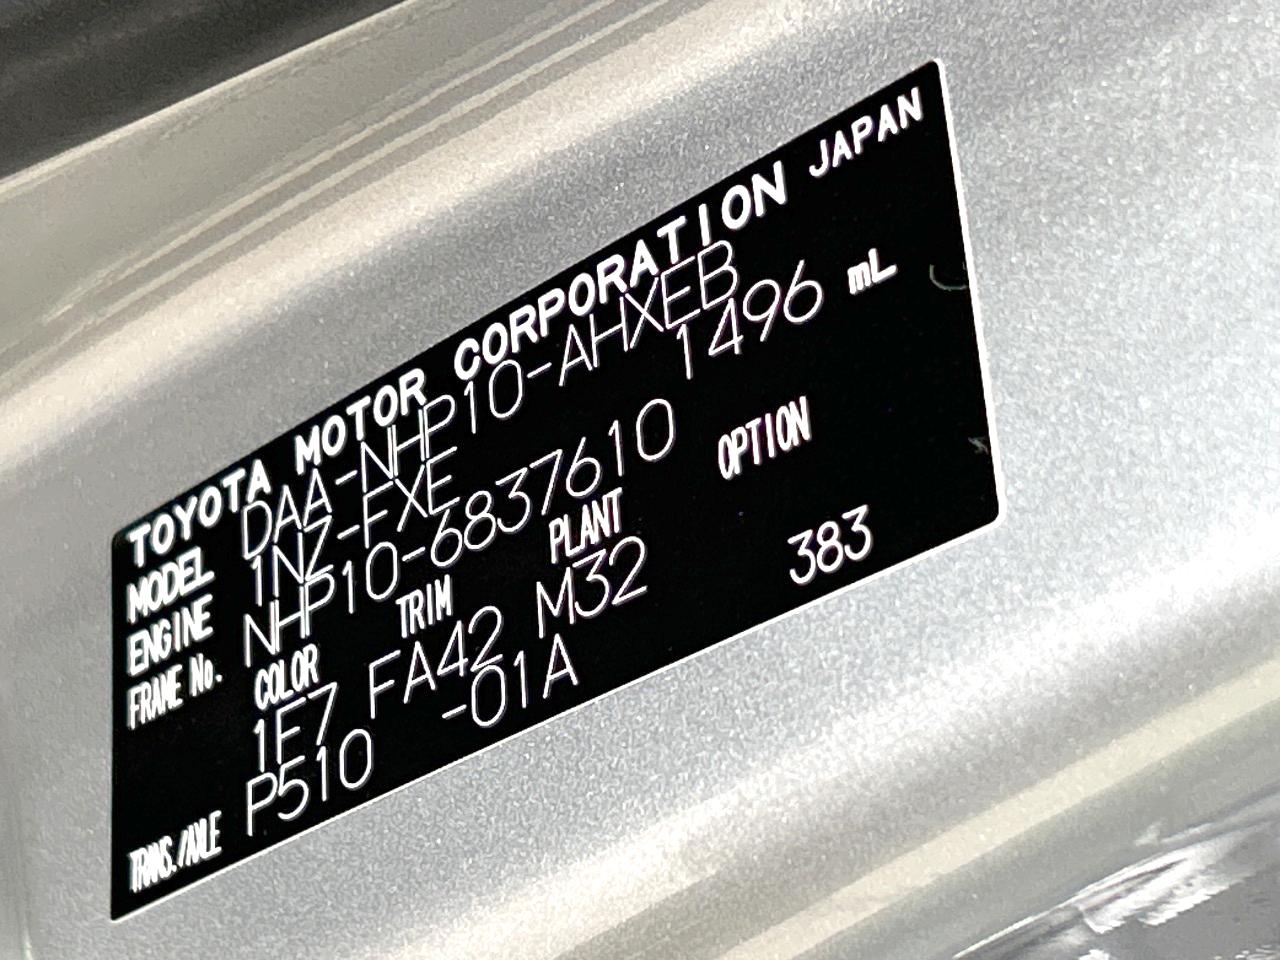 TOYOTA MOTOR CORPORATION JAPAN
MODEL DAA-NHP10-AHXEB
ENGINE 1NZ-FXE 1496 mL
FRAME No. NHP10-6837610
COLOR TRIM PLANT OPTION
1F7 FA42 M32 383
TRANS./AXLE P510 -01A